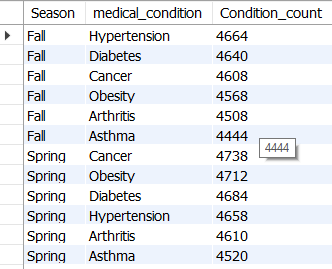 Season medical_condition Condition_count
Fall Hypertension 4664
Fall Diabetes 4640
Fall Cancer 4608
Fall Obesity 4568
Fall Arthritis 4508
Fall Asthma 4444
4444
Spring Cancer 4738
Spring Obesity 4712
Spring Diabetes 4684
Spring Hypertension 4658
Spring Arthritis 4610
Spring Asthma 4520